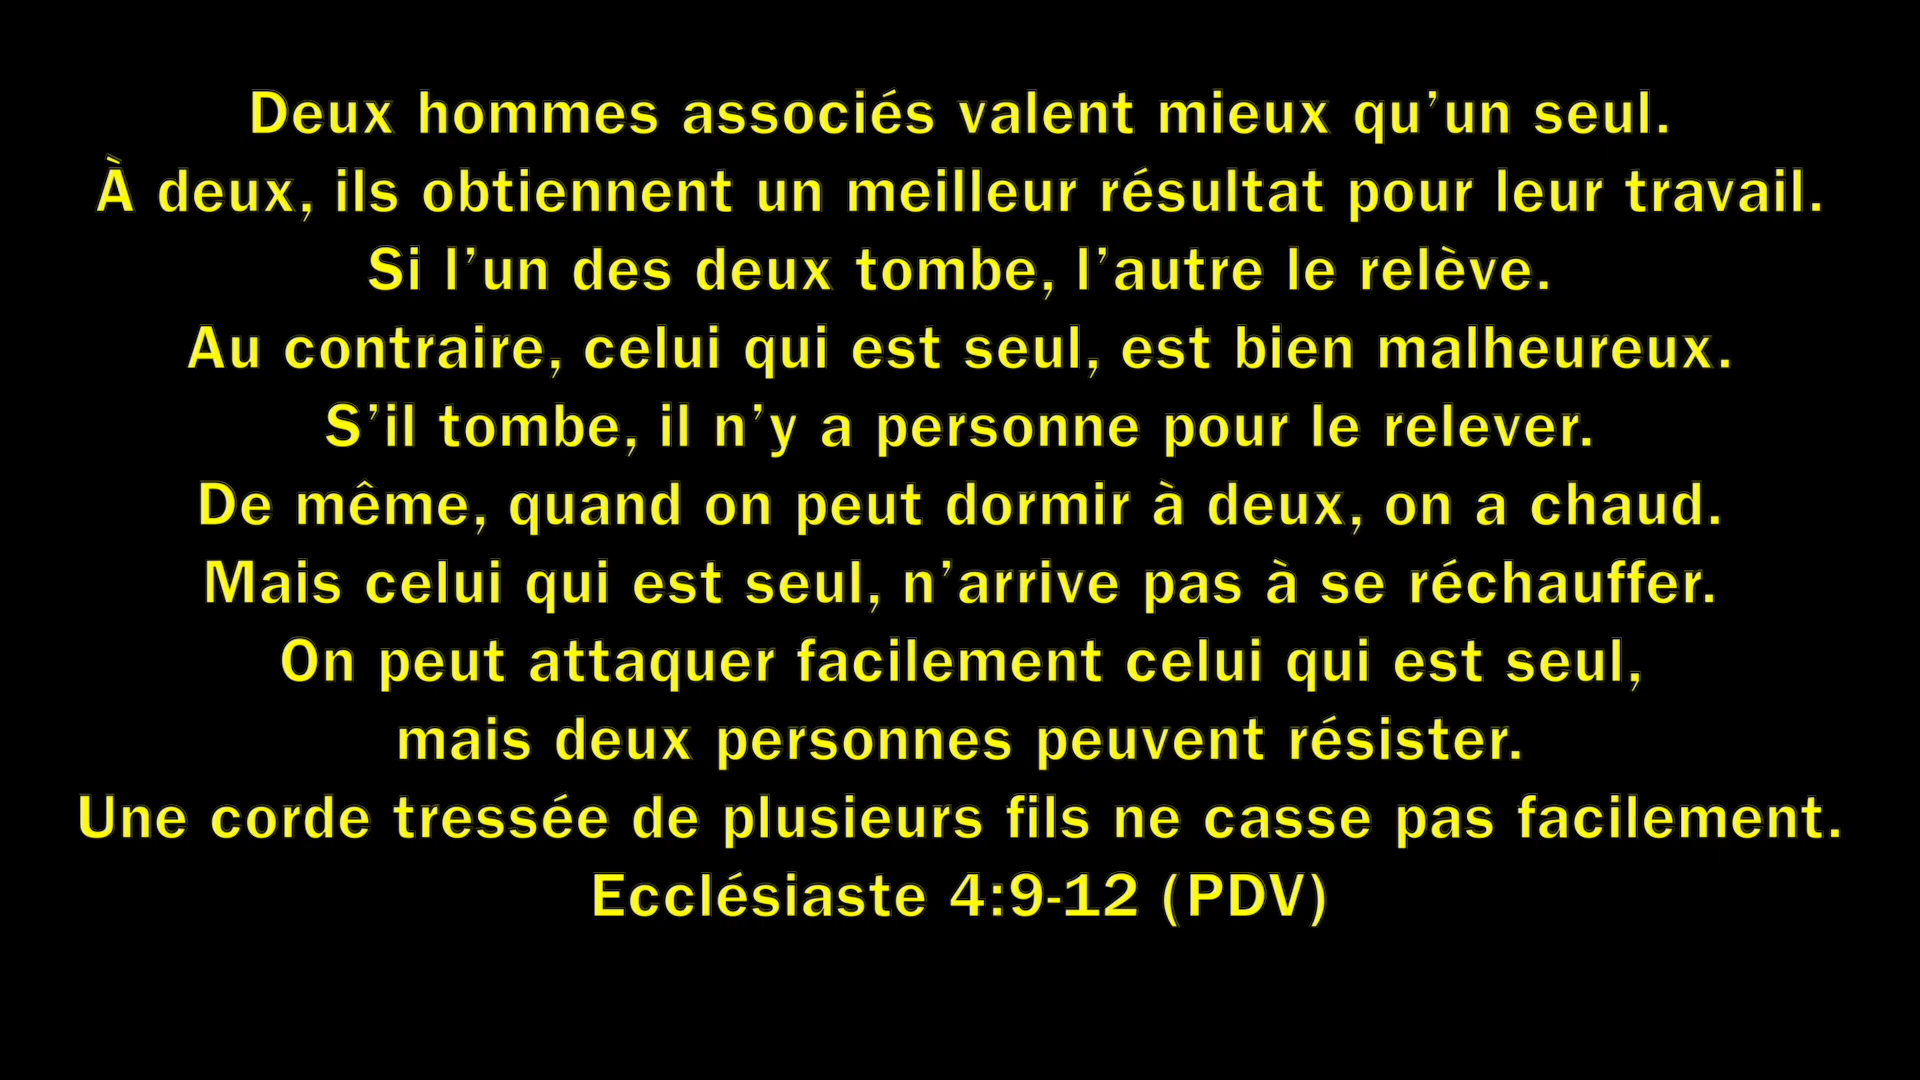 Deux hommes associés valent mieux qu’un seul.
À deux, ils obtiennent un meilleur résultat pour leur travail.
Si l’un des deux tombe, l’autre le relève.
Au contraire, celui qui est seul, est bien malheureux.
S’il tombe, il n’y a personne pour le relever.
De même, quand on peut dormir à deux, on a chaud.
Mais celui qui est seul, n’arrive pas à se réchauffer.
On peut attaquer facilement celui qui est seul,
mais deux personnes peuvent résister.
Une corde tressée de plusieurs fils ne casse pas facilement.
Ecclésiaste 4:9-12 (PDV)